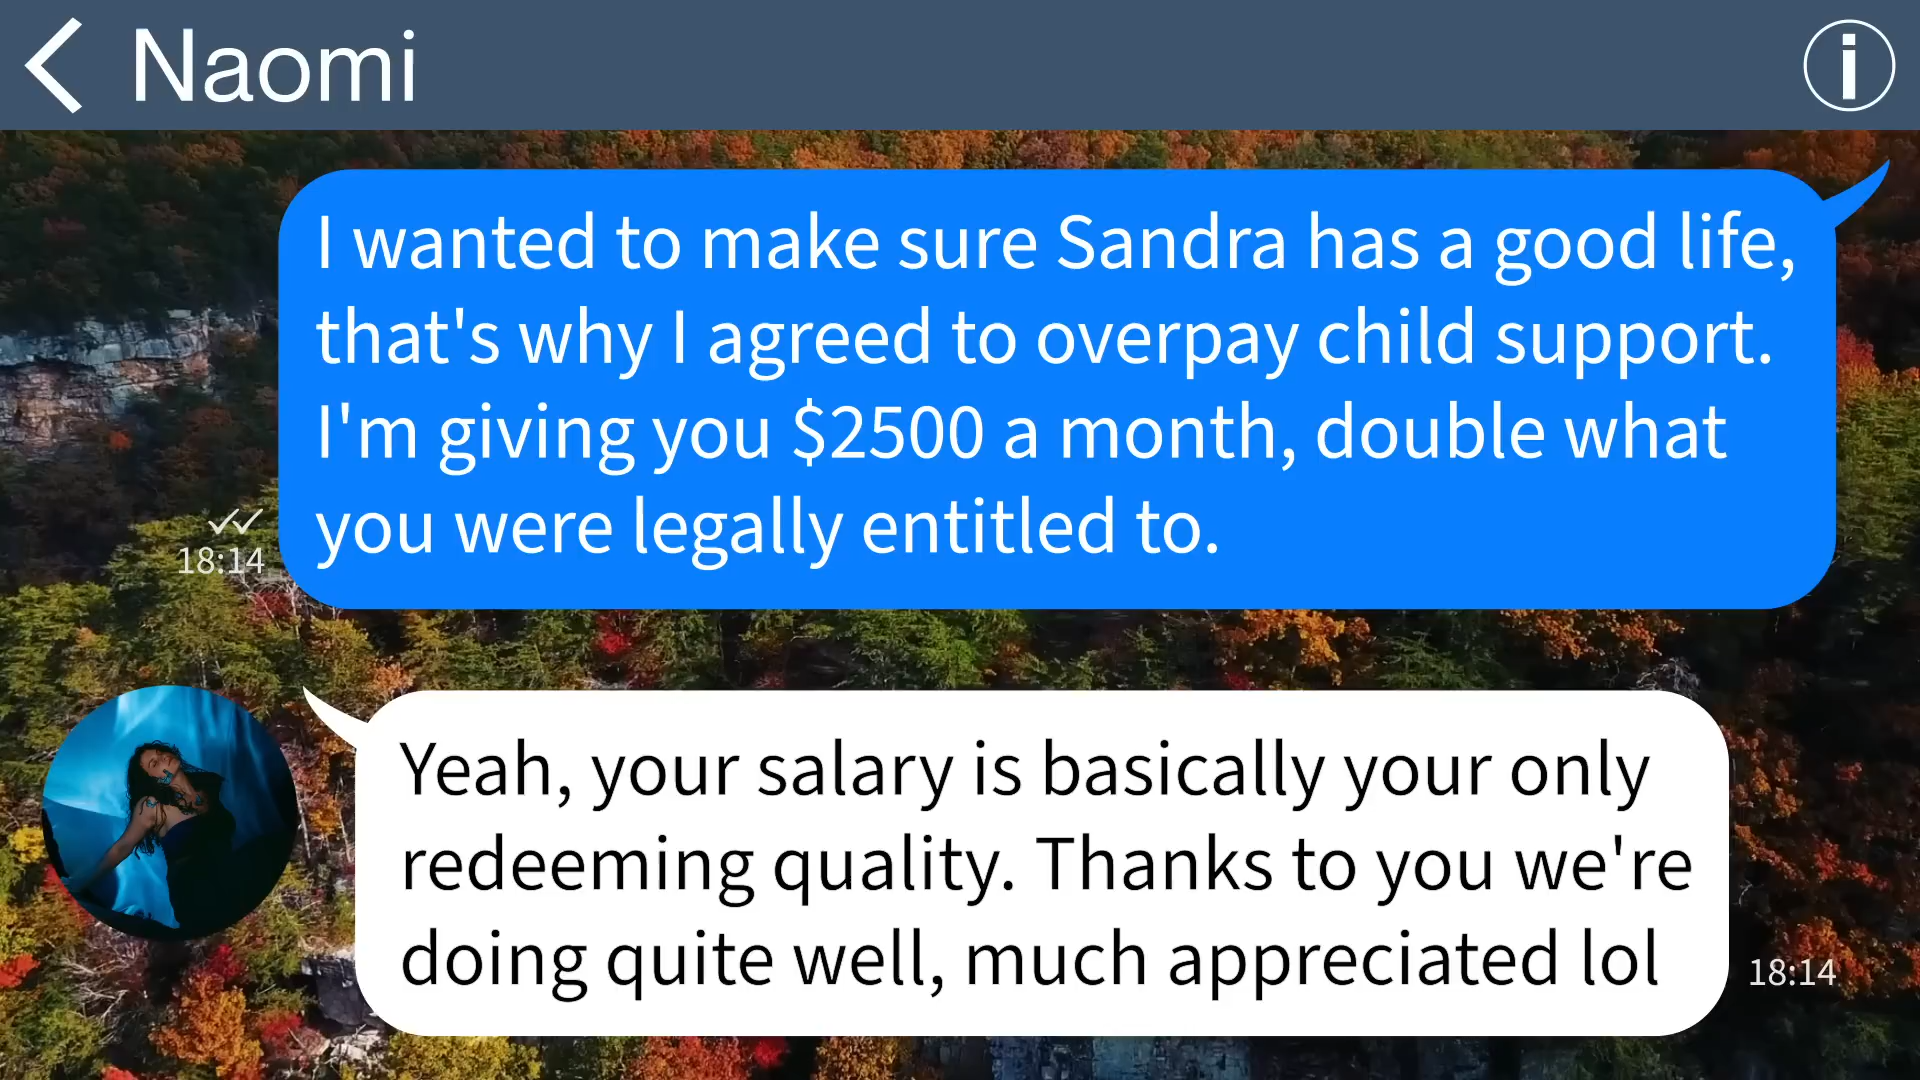 Naomi
I wanted to make sure Sandra has a good life,
that's why I agreed to overpay child support.
I'm giving you $2500 a month, double what
you were legally entitled to.
18:14
Yeah, your salary is basically your only
redeeming quality. Thanks to you we're
doing quite well, much appreciated lol
18:14